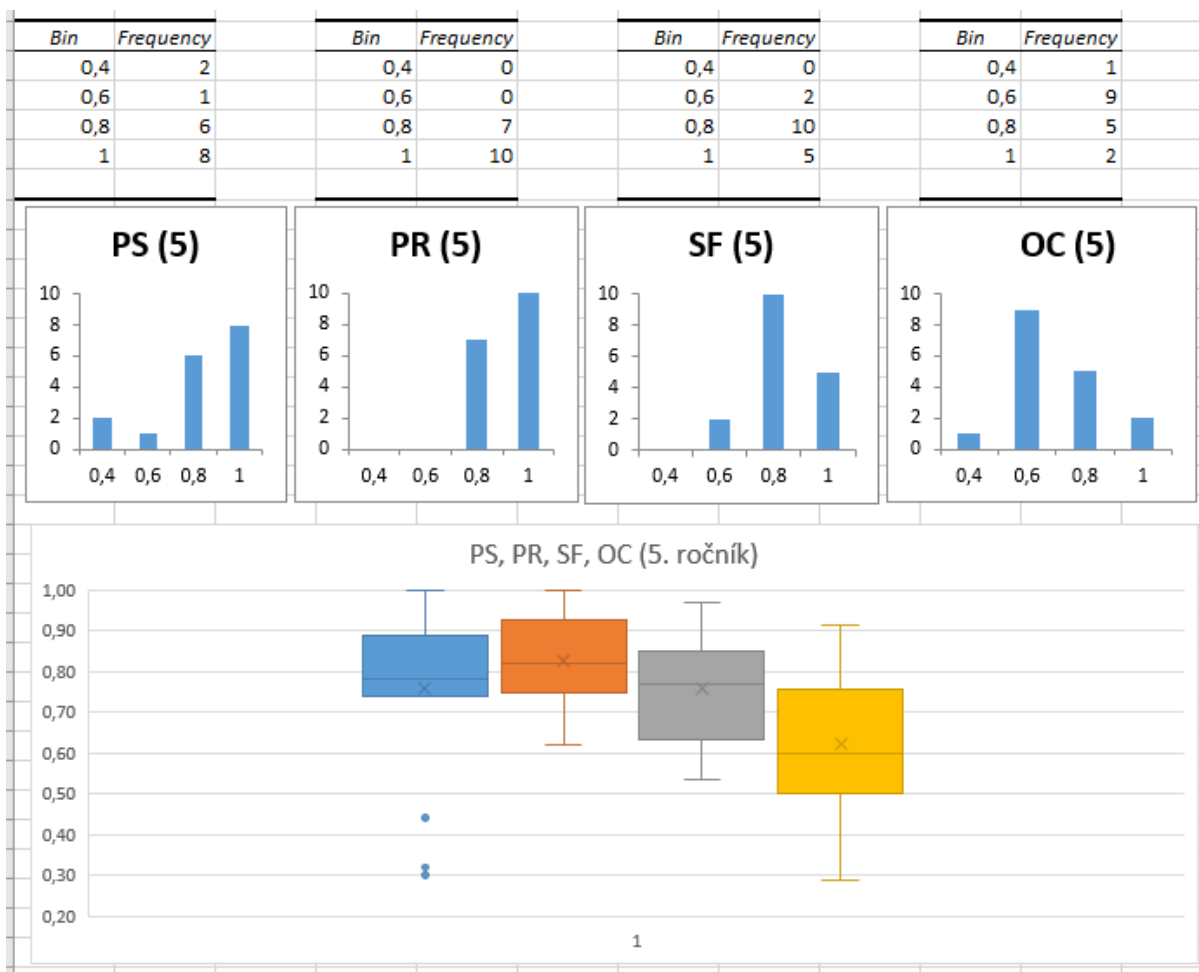 Bin Frequency Bin Frequency Bin Frequency Bin Frequency
0,4 2 0,4 0 0,4 0 0,4 1
0,6 1 0,6 0 0,6 2 0,6 9
0,8 6 0,8 7 0,8 10 0,8 5
1 8 1 10 1 5 1 2
PS (5)
10
8
6
4
2
0
0,4 0,6 0,8 1
PR (5)
10
8
6
4
2
0
0,4 0,6 0,8 1
SF (5)
10
8
6
4
2
0
0,4 0,6 0,8 1
OC (5)
10
8
6
4
2
0
0,4 0,6 0,8 1
PS, PR, SF, OC (5. ročník)
1,00
0,90
0,80
0,70
0,60
0,50
0,40
0,30
0,20
1